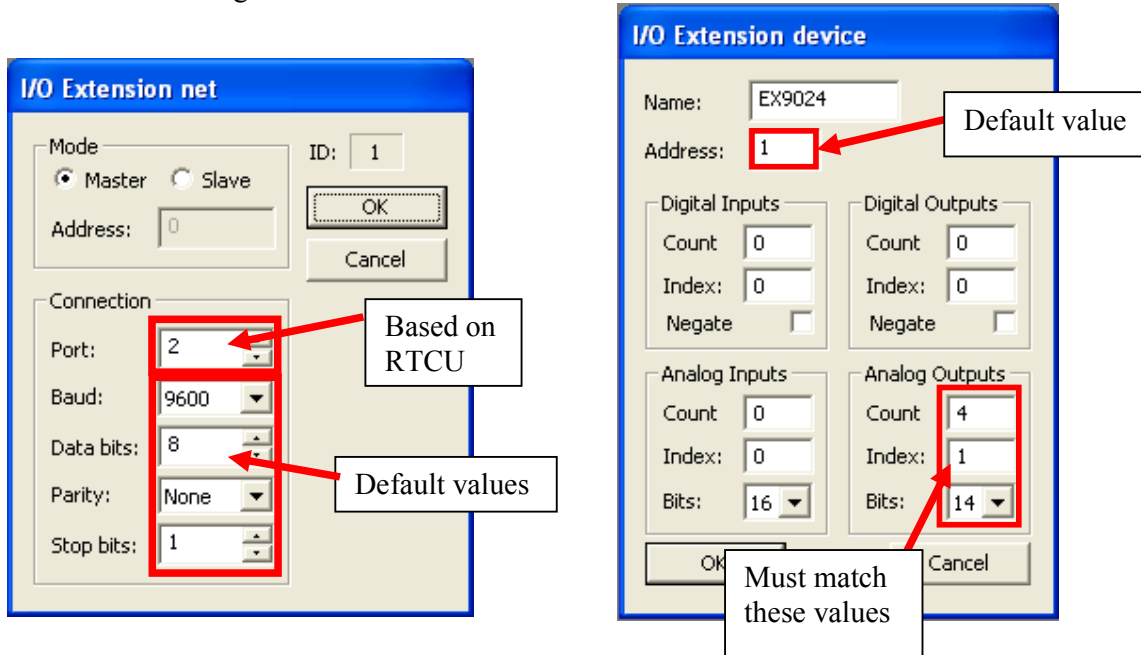 I/O Extension net
Mode
Master Slave
Address: 0
ID: 1
OK
Cancel
Connection
Port: 2
Baud: 9600
Data bits: 8
Parity: None
Stop bits: 1
Based on
RTCU
Default values
I/O Extension device
Name: EX9024
Address: 1
Default value
Digital Inputs
Count 0
Index: 0
Negate
Digital Outputs
Count 0
Index: 0
Negate
Analog Inputs
Count 0
Index: 0
Bits: 16
Analog Outputs
Count 4
Index: 1
Bits: 14
Cancel
Must match
these values